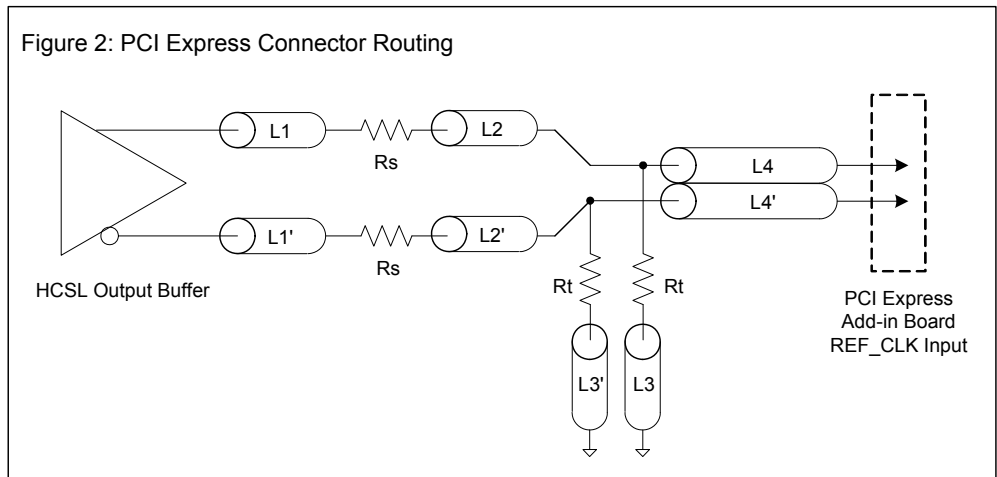 Figure 2: PCI Express Connector Routing
L1
Rs
L2
L4
L4'
L1'
Rs
L2'
HCSL Output Buffer
Rt
Rt
L3'
L3
PCI Express
Add-in Board
REF_CLK Input